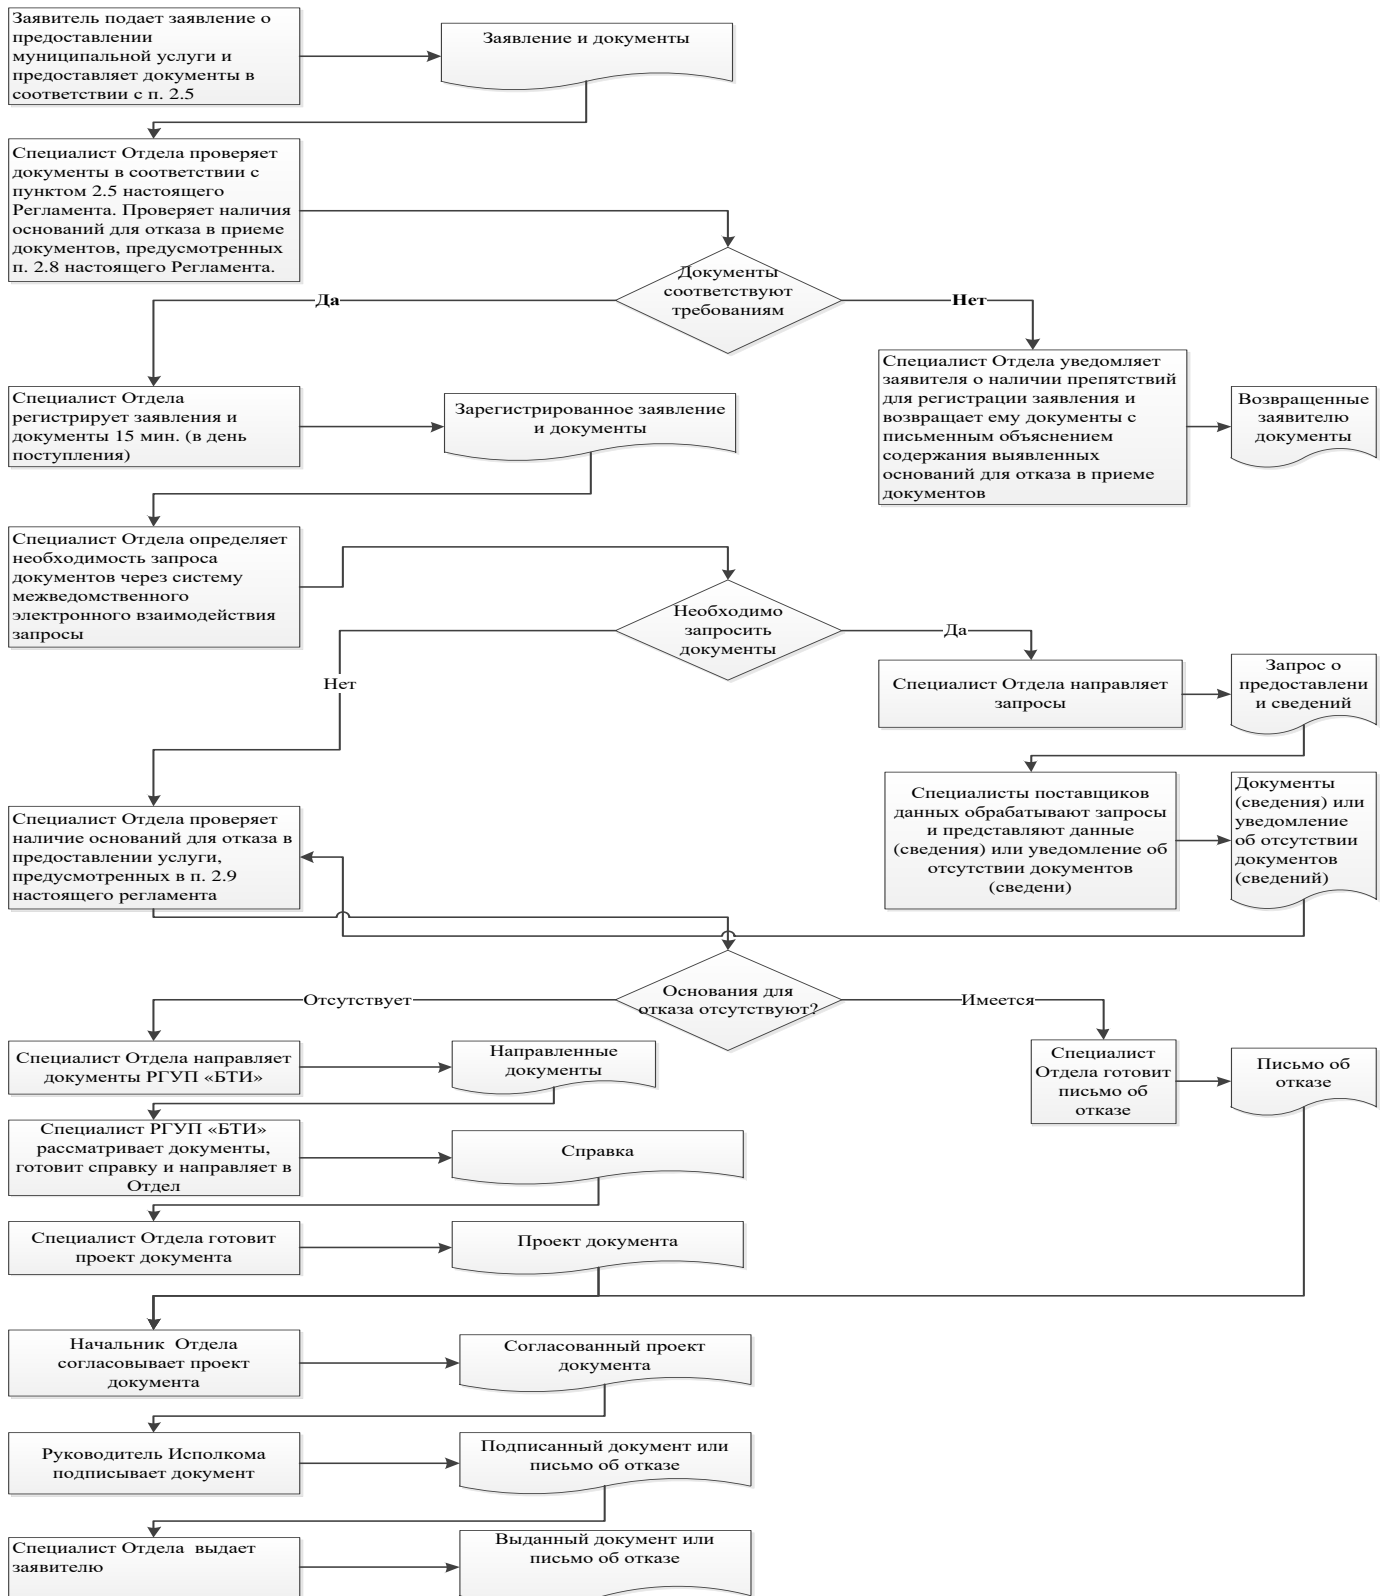 Заявитель подает заявление о
предоставлении
муниципальной услуги и
предоставляет документы в
соответствии с п. 2.5
Заявление и документы
Специалист Отдела проверяет
документы в соответствии с
пунктом 2.5 настоящего
Регламента. Проверяет наличия
оснований для отказа в приеме
документов, предусмотренных
п. 2.8 настоящего Регламента.
Документы
соответствуют
требованиям
Да
Нет
Специалист Отдела
регистрирует заявления и
документы 15 мин. (в день
поступления)
Зарегистрированное заявление
и документы
Специалист Отдела уведомляет
заявителя о наличии препятствий
для регистрации заявления и
возвращает ему документы с
письменным объяснением
содержания выявленных
оснований для отказа в приеме
документов
Возвращенные
заявителю
документы
Специалист Отдела определяет
необходимость запроса
документов через систему
межведомственного
электронного взаимодействия
запросы
Необходимо
запросить
документы
Да
Нет
Специалист Отдела направляет
запросы
Запрос о
предоставлени
и сведений
Специалисты поставщиков
данных обрабатывают запросы
и представляют данные
(сведения) или уведомление об
отсутствии документов
(сведени)
Документы
(сведения) или
уведомление
об отсутствии
документов
(сведений)
Специалист Отдела проверяет
наличие оснований для отказа в
предоставлении услуги,
предусмотренных в п. 2.9
настоящего регламента
Основания для
отказа отсутствуют?
Отсутствует
Имеется
Специалист Отдела направляет
документы РГУП «БТИ»
Направленные
документы
Специалист
Отдела готовит
письмо об
отказе
Письмо об
отказе
Специалист РГУП «БТИ»
рассматривает документы,
готовит справку и направляет в
Отдел
Справка
Специалист Отдела готовит
проект документа
Проект документа
Начальник  Отдела
согласовывает проект
документа
Согласованный проект
документа
Руководитель Исполкома
подписывает документ
Подписанный документ или
письмо об отказе
Специалист Отдела  выдает
заявителю
Выданный документ или
письмо об отказе